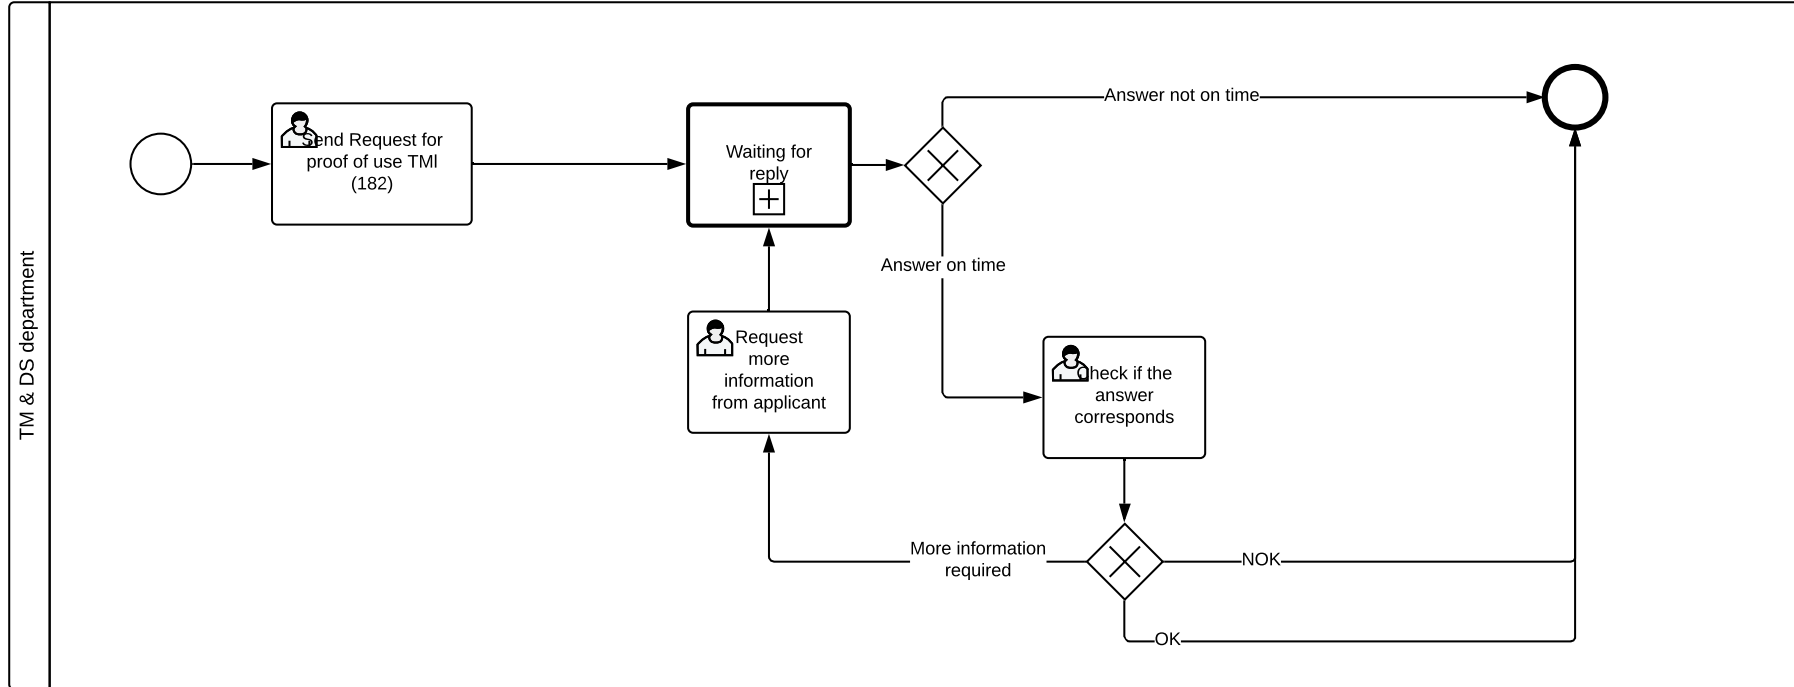 TM & DS department
Send Request for
proof of use TMI
(182)
Waiting for
reply
Answer not on time
Answer on time
Request
more
information
from applicant
Check if the
answer
corresponds
More information
required
NOK
OK